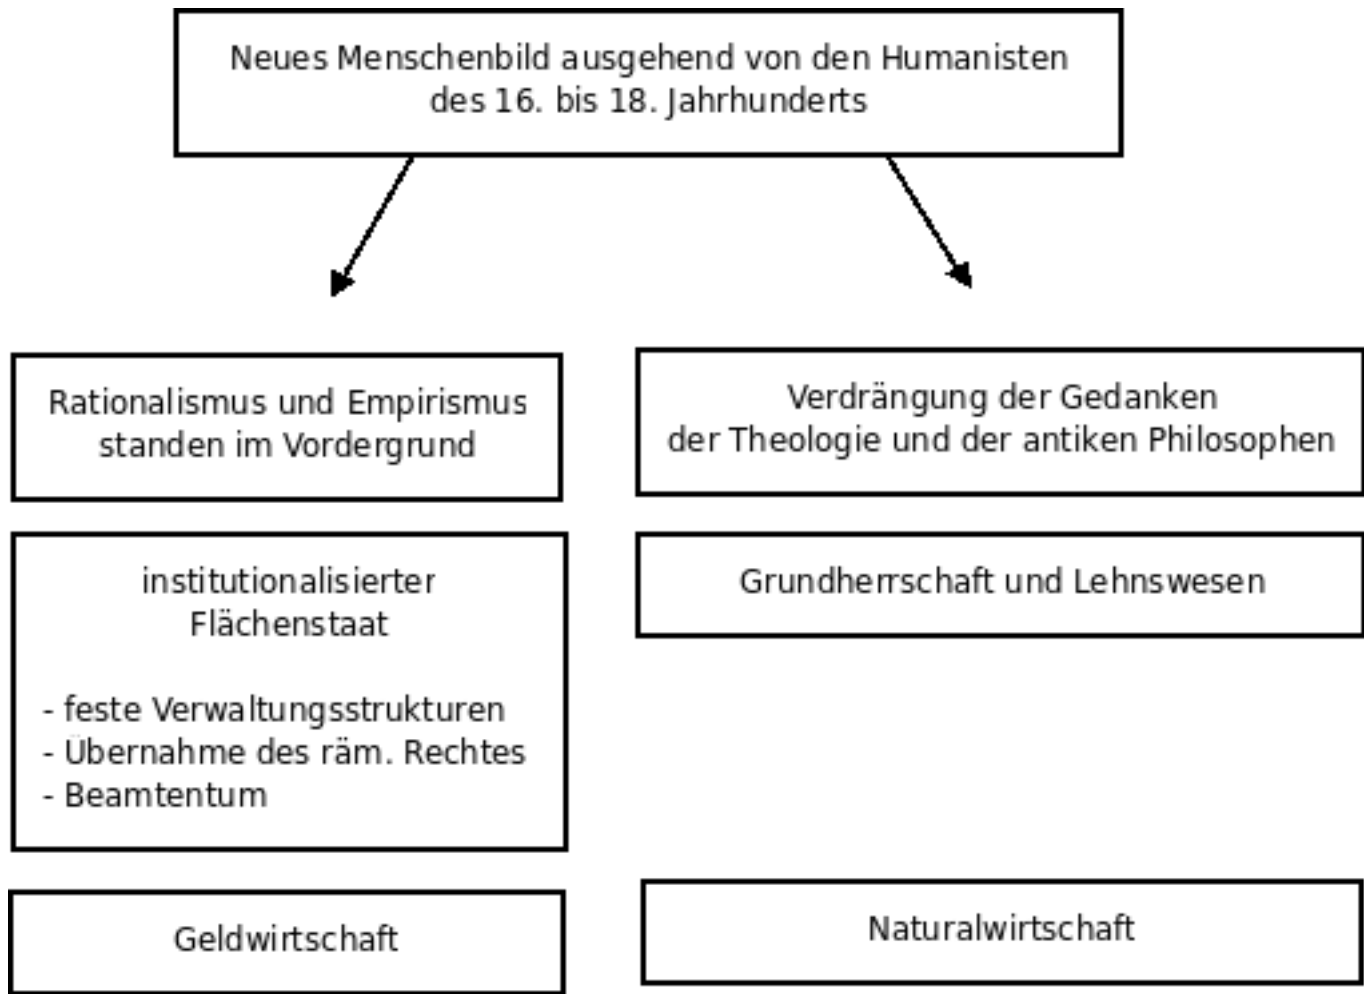 Neues Menschenbild ausgehend von den Humanisten
des 16. bis 18. Jahrhunderts
Rationalismus und Empirismus
standen im Vordergrund
Verdrängung der Gedanken
der Theologie und der antiken Philosophen
institutionalisierter
Flächenstaat
- feste Verwaltungsstrukturen
- Übernahme des räm. Rechtes
- Beamtentum
Grundherrschaft und Lehnswesen
Geldwirtschaft
Naturalwirtschaft